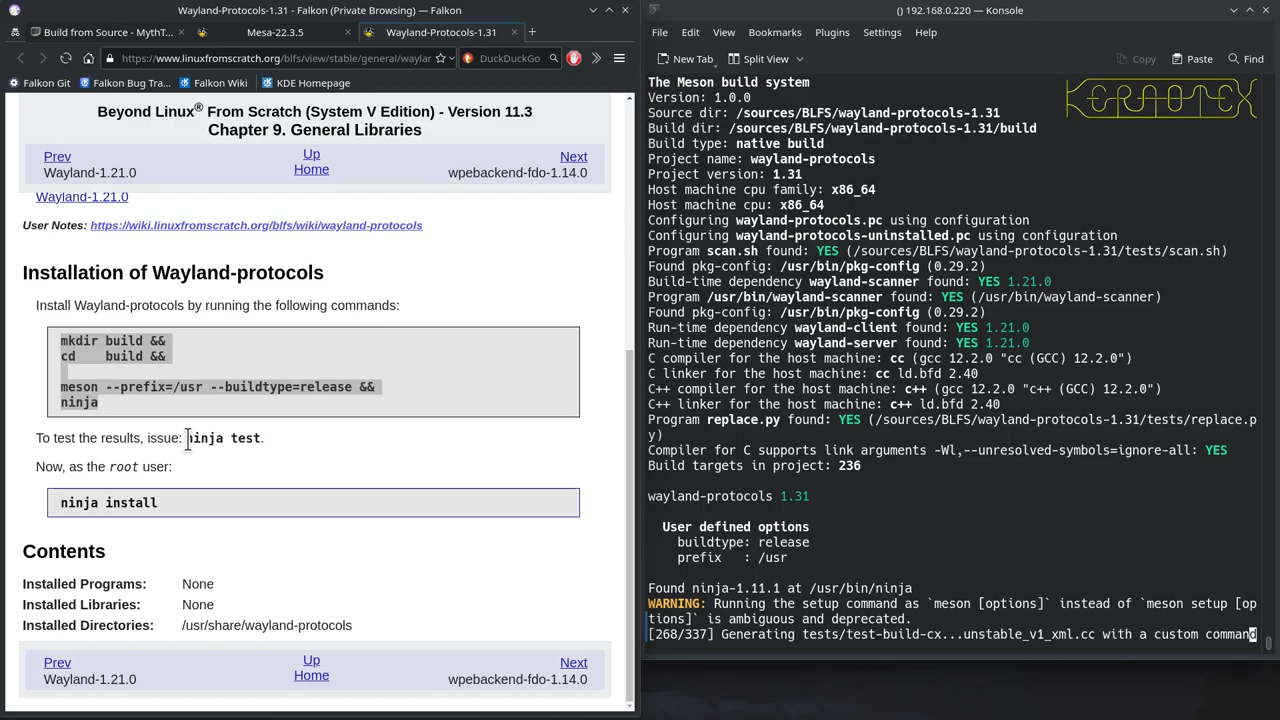 Wayland-Protocols-1.31 - Falkon (Private Browsing) — Falkon
Build from Source - MythT...
Mesa-22.3.5
Wayland-Protocols-1.31
https://www.linuxfromscratch.org/blfs/view/stable/general/waylar
DuckDuckGo
Falkon Git
Falkon Bug Tra...
Falkon Wiki
KDE Homepage
Beyond Linux® From Scratch (System V Edition) - Version 11.3
Chapter 9. General Libraries
Prev
Up
Next
Wayland-1.21.0
Home
wpebackend-fdo-1.14.0
Wayland-1.21.0
User Notes: https://wiki.linuxfromscratch.org/blfs/wiki/wayland-protocols
Installation of Wayland-protocols
Install Wayland-protocols by running the following commands:
mkdir build &&
cd    build &&
meson --prefix=/usr --buildtype=release &&
ninja
To test the results, issue: ninja test.
Now, as the root user:
ninja install
Contents
Installed Programs: None
Installed Libraries: None
Installed Directories: /usr/share/wayland-protocols
Prev
Up
Next
Wayland-1.21.0
Home
wpebackend-fdo-1.14.0
() 192.168.0.220 — Konsole
File Edit View Bookmarks Plugins Settings Help
New Tab
Split View
Copy
Paste
Find
The Meson build system
Version: 1.0.0
Source dir: /sources/BLFS/wayland-protocols-1.31
Build dir: /sources/BLFS/wayland-protocols-1.31/build
Build type: native build
Project name: wayland-protocols
Project version: 1.31
Host machine cpu family: x86_64
Host machine cpu: x86_64
Configuring wayland-protocols.pc using configuration
Configuring wayland-protocols-uninstalled.pc using configuration
Program scan.sh found: YES (/sources/BLFS/wayland-protocols-1.31/tests/scan.sh)
Found pkg-config: /usr/bin/pkg-config (0.29.2)
Build-time dependency wayland-scanner found: YES 1.21.0
Program /usr/bin/wayland-scanner found: YES (/usr/bin/wayland-scanner)
Found pkg-config: /usr/bin/pkg-config (0.29.2)
Run-time dependency wayland-client found: YES 1.21.0
Run-time dependency wayland-server found: YES 1.21.0
C compiler for the host machine: cc (gcc 12.2.0 "cc (GCC) 12.2.0")
C linker for the host machine: cc ld.bfd 2.40
C++ compiler for the host machine: c++ (gcc 12.2.0 "c++ (GCC) 12.2.0")
C++ linker for the host machine: c++ ld.bfd 2.40
Program replace.py found: YES (/sources/BLFS/wayland-protocols-1.31/tests/replace.p
y)
Compiler for C supports link arguments -Wl,--unresolved-symbols=ignore-all: YES
Build targets in project: 236
wayland-protocols 1.31
User defined options
buildtype: release
prefix   : /usr
Found ninja-1.11.1 at /usr/bin/ninja
WARNING: Running the setup command as `meson [options]` instead of `meson setup [op
tions]` is ambiguous and deprecated.
[268/337] Generating tests/test-build-cx...unstable_v1_xml.cc with a custom command